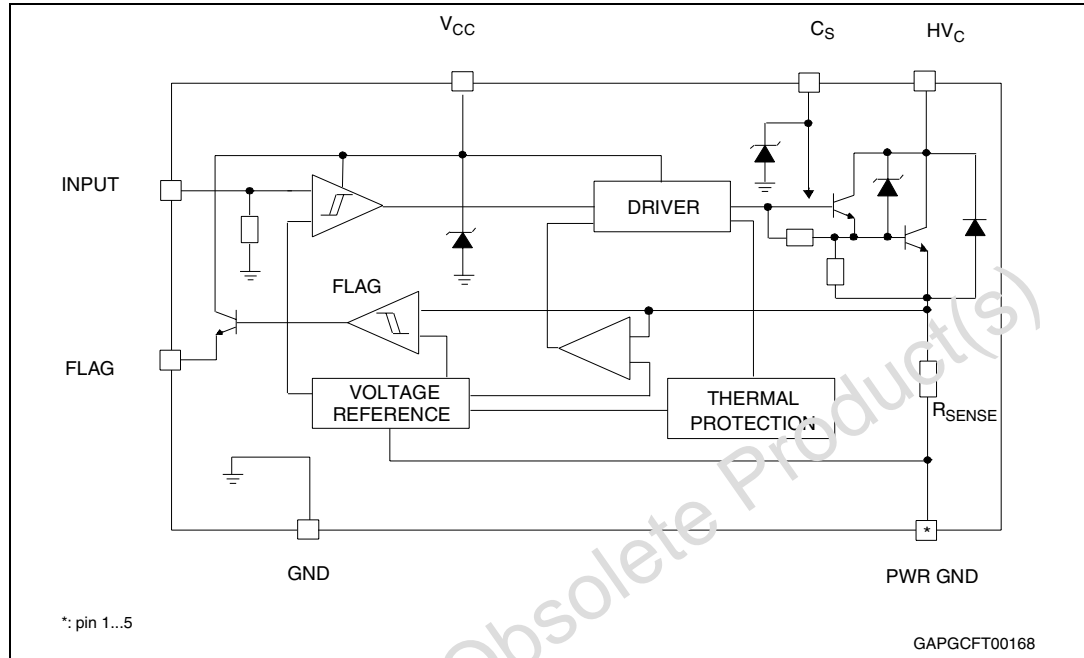 V_CC
C_S
HV_C
INPUT
DRIVER
FLAG
FLAG
VOLTAGE
REFERENCE
THERMAL
PROTECTION
R_SENSE
*
GND
PWR GND
*: pin 1...5
GAPGCFT00168
Obsolete Product(s)